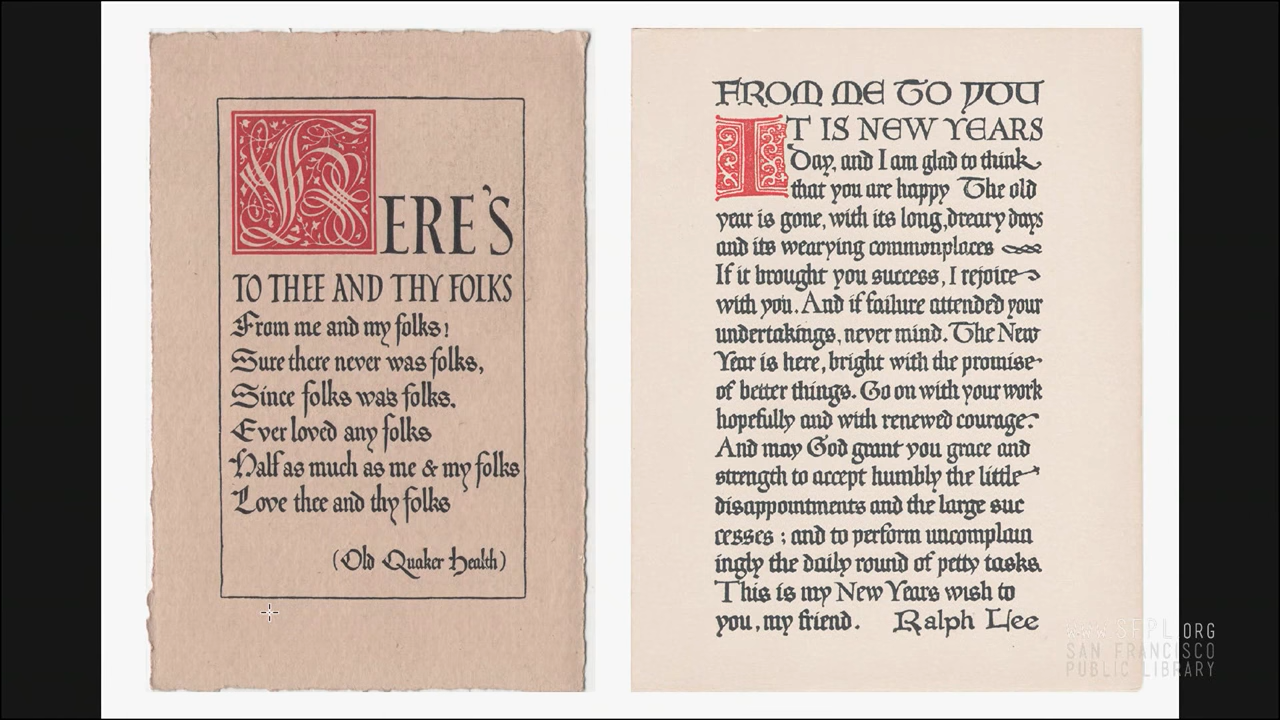 HERE'S
TO THEE AND THY FOLKS
From me and my folks!
Sure there never was folks,
Since folks was folks,
Ever loved any folks
Half as much as me & my folks
Love thee and thy folks
(Old Quaker Health)
FROM ME TO YOU
IT IS NEW YEARS
Day, and I am glad to think
that you are happy The old
year is gone, with its long, dreary days
and its wearying commonplaces
If it brought you success, I rejoice
with you. And if failure attended your
undertakings, never mind. The New
Year is here, bright with the promise
of better things. Go on with your work
hopefully and with renewed courage.
And may God grant you grace and
strength to accept humbly the little
disappointments and the large suc
cesses ; and to perform uncomplain
ingly the daily round of petty tasks.
This is my New Years wish to
you, my friend. Ralph Lee
SFPL.ORG
SAN FRANCISCO
PUBLIC LIBRARY